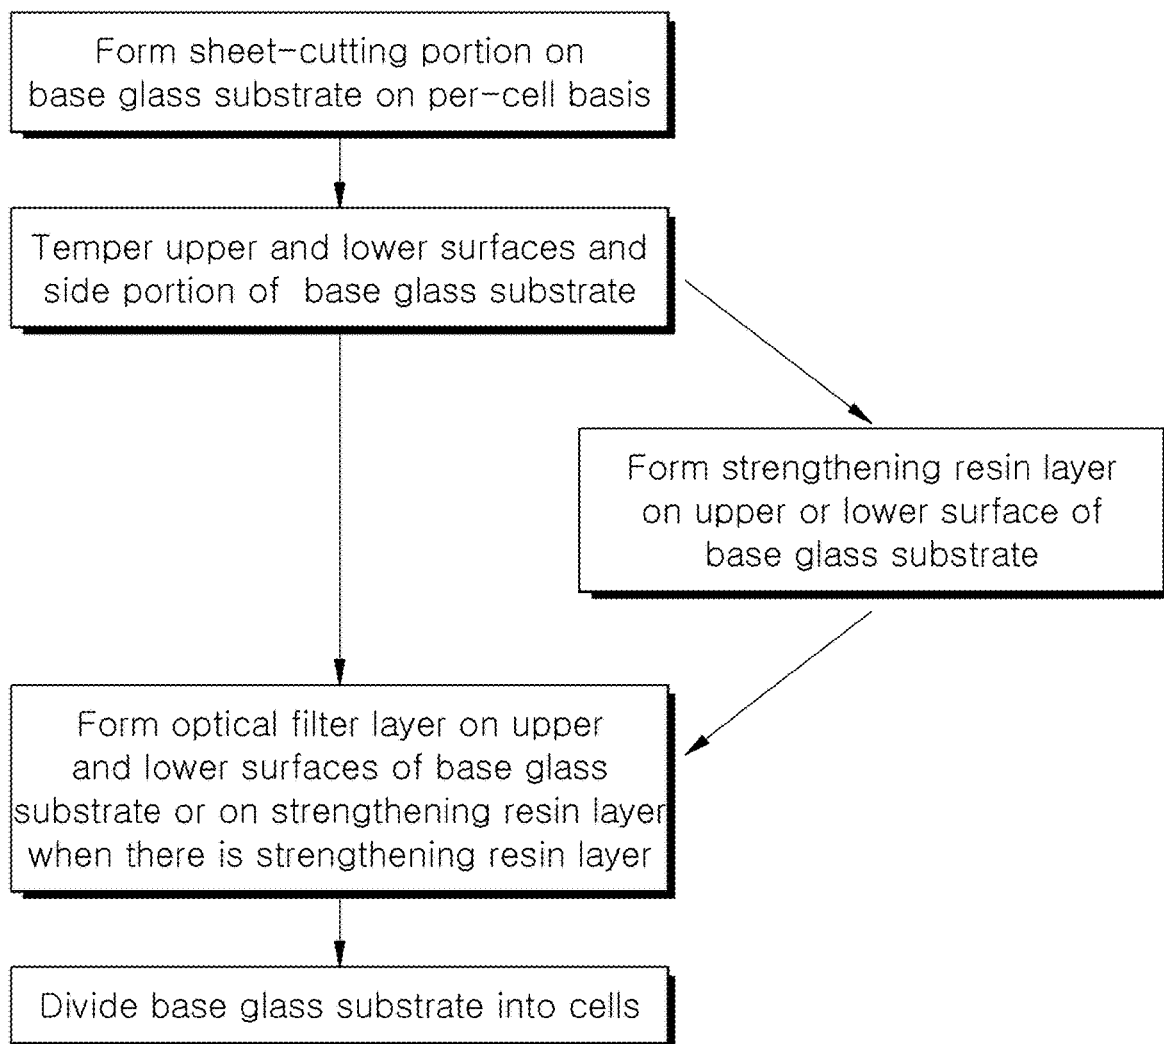 Form sheet-cutting portion on
base glass substrate on per-cell basis
Temper upper and lower surfaces and
side portion of base glass substrate
Form strengthening resin layer
on upper or lower surface of
base glass substrate
Form optical filter layer on upper
and lower surfaces of base glass
substrate or on strengthening resin layer
when there is strengthening resin layer
Divide base glass substrate into cells